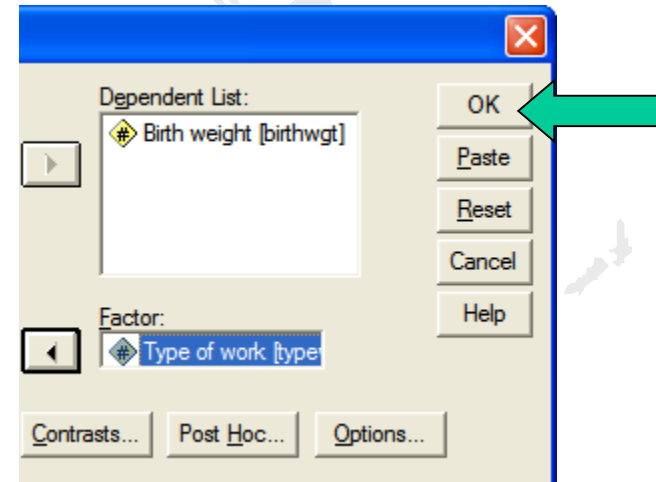 Dependent List:
Birth weight [birthwgt]
OK
Paste
Reset
Cancel
Help
Factor:
Type of work [type
Contrasts...
Post Hoc...
Options...